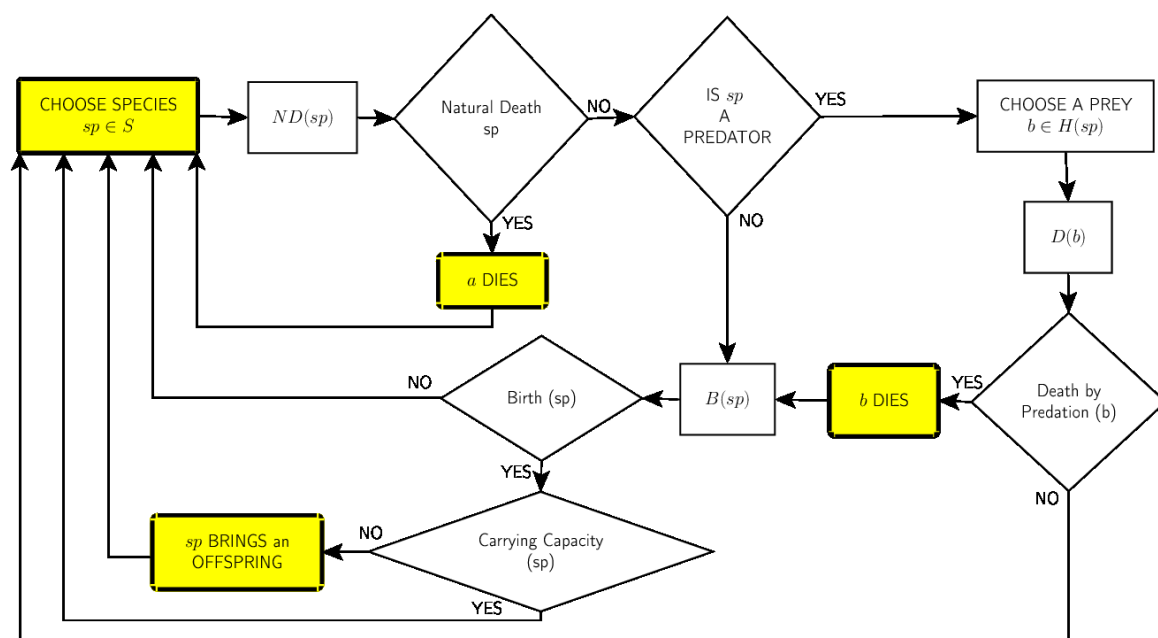 CHOOSE SPECIES
sp ∈ S
ND(sp)
Natural Death
sp
NO
IS sp
A
PREDATOR
YES
CHOOSE A PREY
b ∈ H(sp)
YES
NO
D(b)
a DIES
NO
Birth (sp)
B(sp)
b DIES
YES
Death by
Predation (b)
YES
NO
sp BRINGS an
OFFSPRING
NO
Carrying Capacity
(sp)
YES